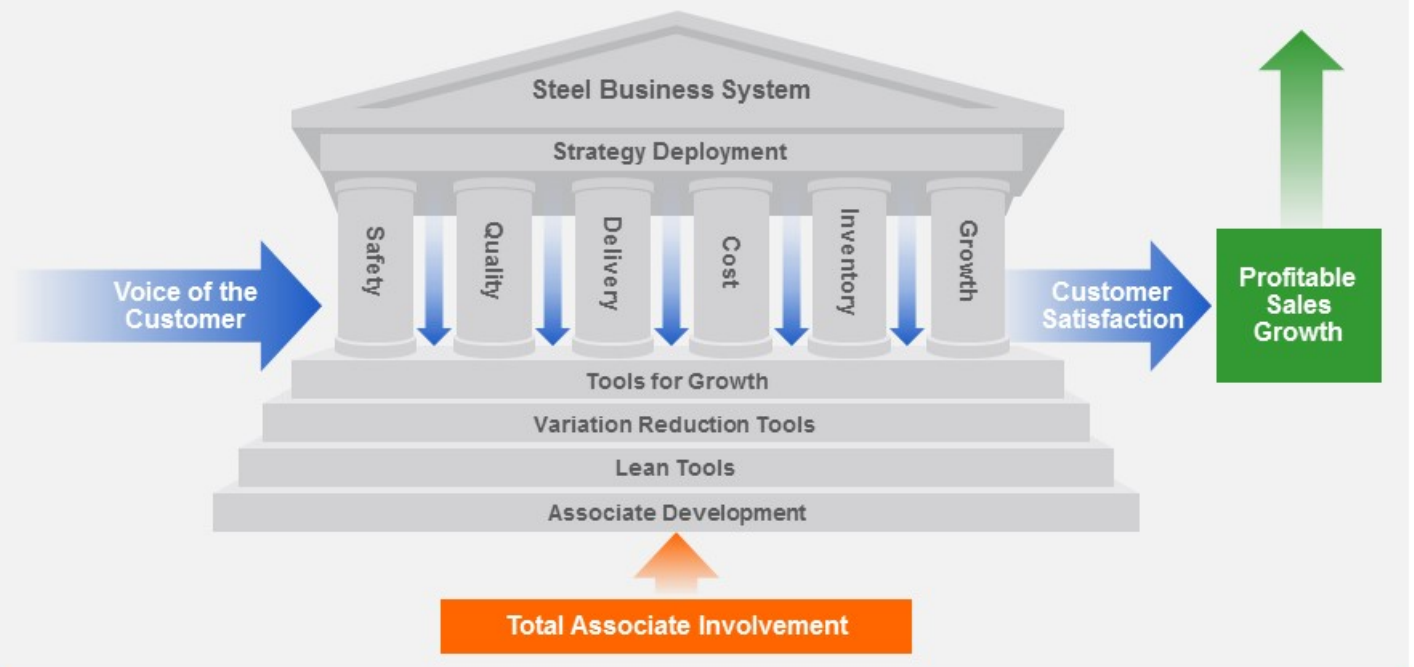 Steel Business System
Strategy Deployment
Safety
Quality
Delivery
Cost
Inventory
Growth
Voice of the
Customer
Customer
Satisfaction
Profitable
Sales
Growth
Tools for Growth
Variation Reduction Tools
Lean Tools
Associate Development
Total Associate Involvement